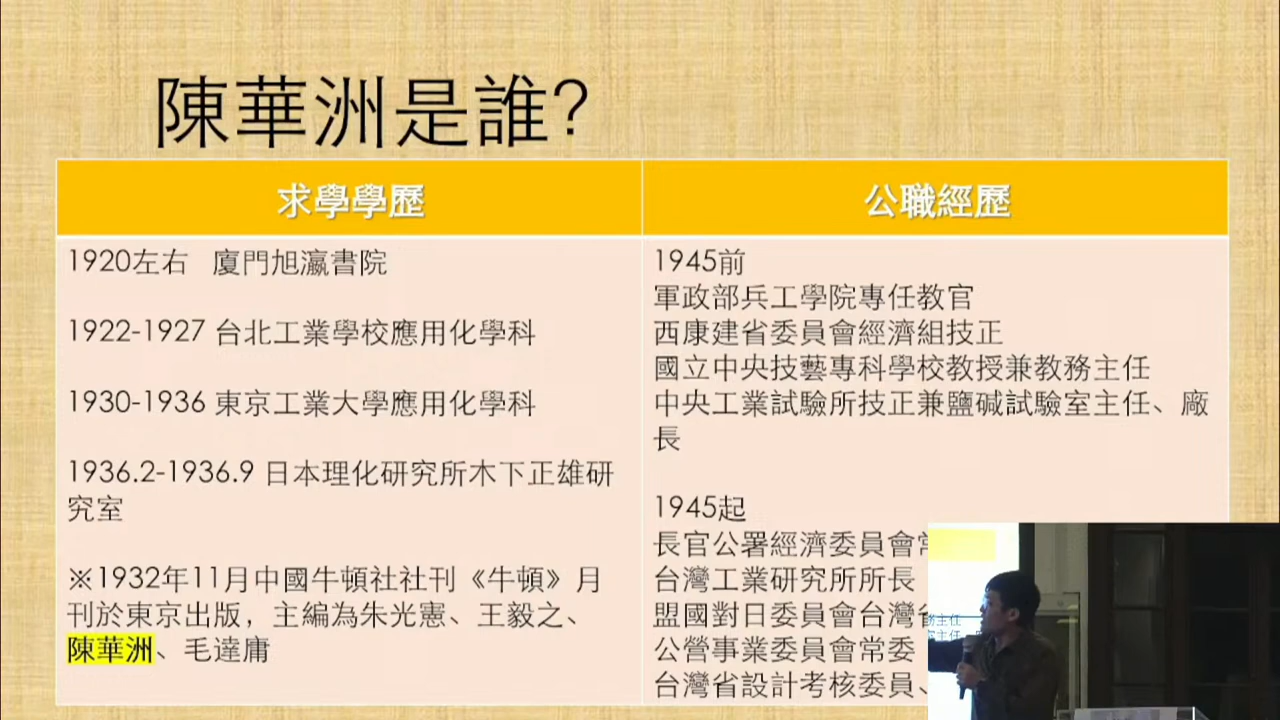 陳華洲是誰?
求學學歷
1920左右 廈門旭瀛書院
1922-1927 台北工業學校應用化學科
1930-1936 東京工業大學應用化學科
1936.2-1936.9 日本理化研究所木下正雄研
究室
※1932年11月中國牛頓社社刊《牛頓》月
刊於東京出版，主編為朱光憲、王毅之、
陳華洲、毛達庸
公職經歷
1945前
軍政部兵工學院專任教官
西康建省委員會經濟組技正
國立中央技藝專科學校教授兼教務主任
中央工業試驗所技正兼鹽碱試驗室主任、廠
長
1945起
長官公署經濟委員會常
台灣工業研究所所長
盟國對日委員會台灣省
公營事業委員會常委
台灣省設計考核委員、